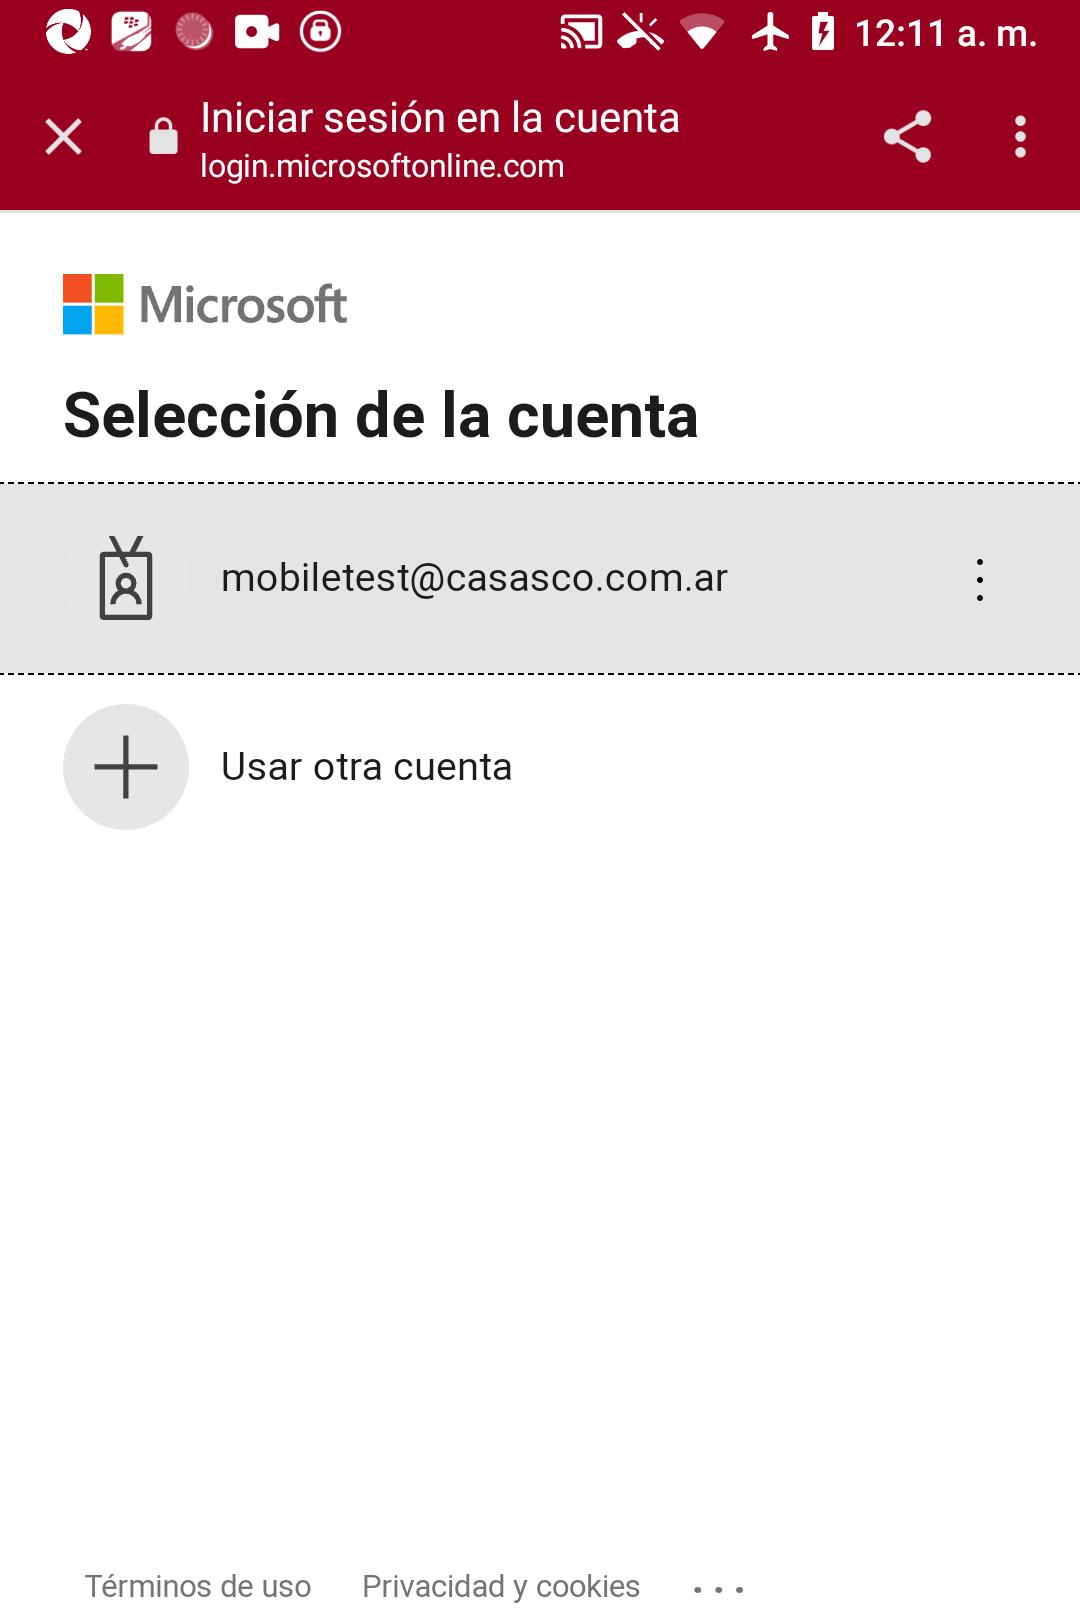 12:11 a. m.
Iniciar sesión en la cuenta
login.microsoftonline.com
Microsoft
Selección de la cuenta
mobiletest@casasco.com.ar
Usar otra cuenta
Términos de uso Privacidad y cookies ...